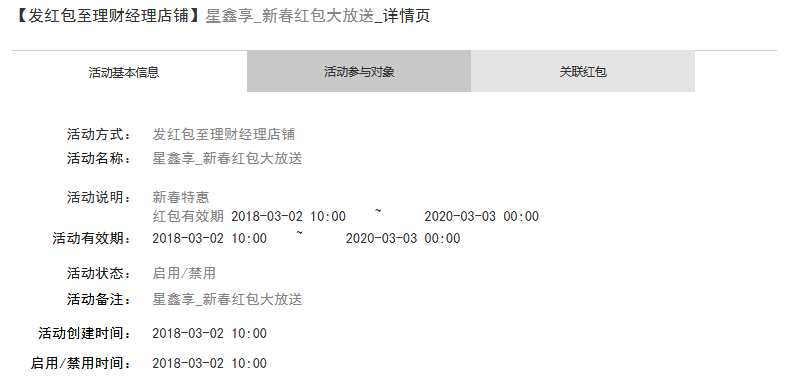 【发红包至理财经理店铺】星鑫享_新春红包大放送_详情页
活动基本信息 活动参与对象 关联红包
活动方式： 发红包至理财经理店铺
活动名称： 星鑫享_新春红包大放送
活动说明： 新春特惠
红包有效期 2018-03-02 10:00 ~ 2020-03-03 00:00
活动有效期： 2018-03-02 10:00 ~ 2020-03-03 00:00
活动状态： 启用/禁用
活动备注： 星鑫享_新春红包大放送
活动创建时间： 2018-03-02 10:00
启用/禁用时间： 2018-03-02 10:00